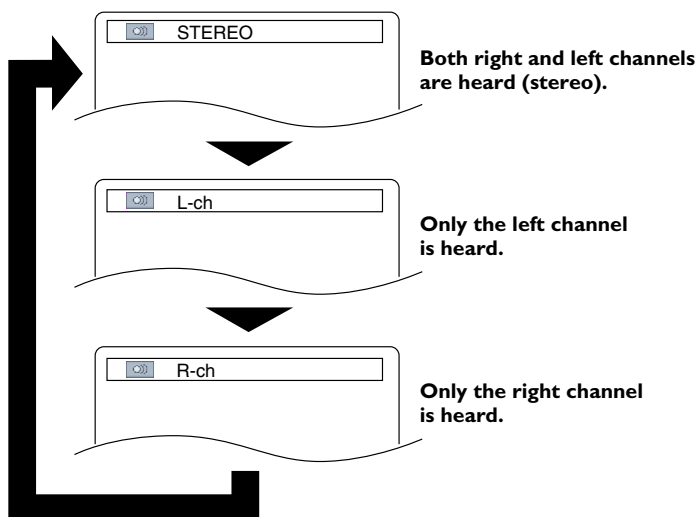 STEREO
Both right and left channels
are heard (stereo).
L-ch
Only the left channel
is heard.
R-ch
Only the right channel
is heard.